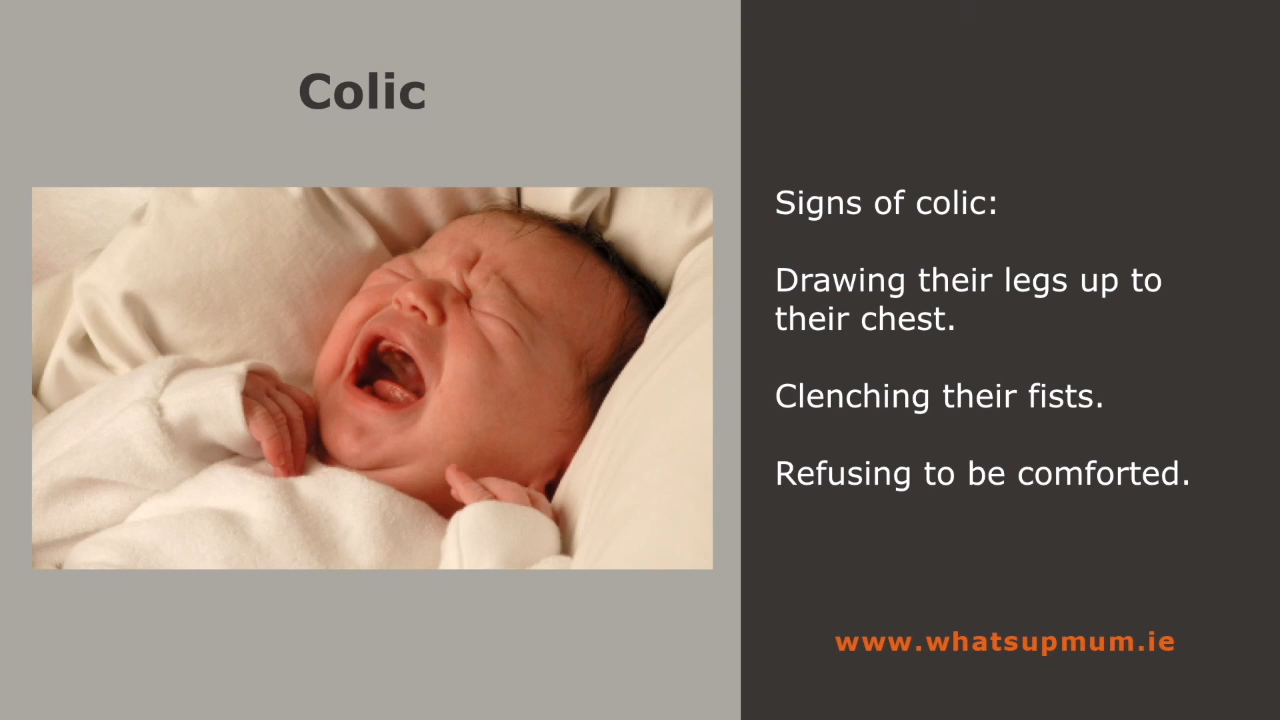 Colic
Signs of colic:
Drawing their legs up to
their chest.
Clenching their fists.
Refusing to be comforted.
www.whatsupmum.ie